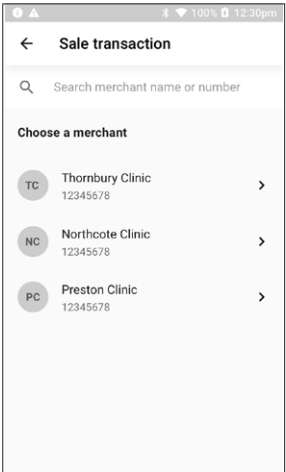 100% 12:30pm
Sale transaction
Search merchant name or number
Choose a merchant
TC
Thornbury Clinic
12345678
NC
Northcote Clinic
12345678
PC
Preston Clinic
12345678